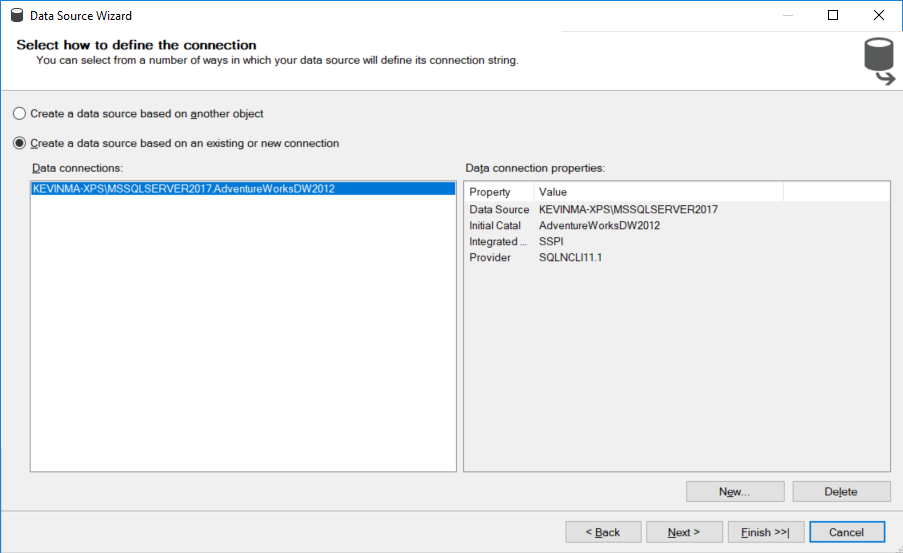 Data Source Wizard
Select how to define the connection
You can select from a number of ways in which your data source will define its connection string.
Create a data source based on another object
Create a data source based on an existing or new connection
Data connections:
KEVINMA-XPS\MSSQLSERVER2017.AdventureWorksDW2012
Data connection properties:
Property Value
Data Source KEVINMA-XPS\MSSQLSERVER2017
Initial Catal AdventureWorksDW2012
Integrated ... SSPI
Provider SQLNCLI11.1
New... Delete
< Back Next > Finish >>| Cancel